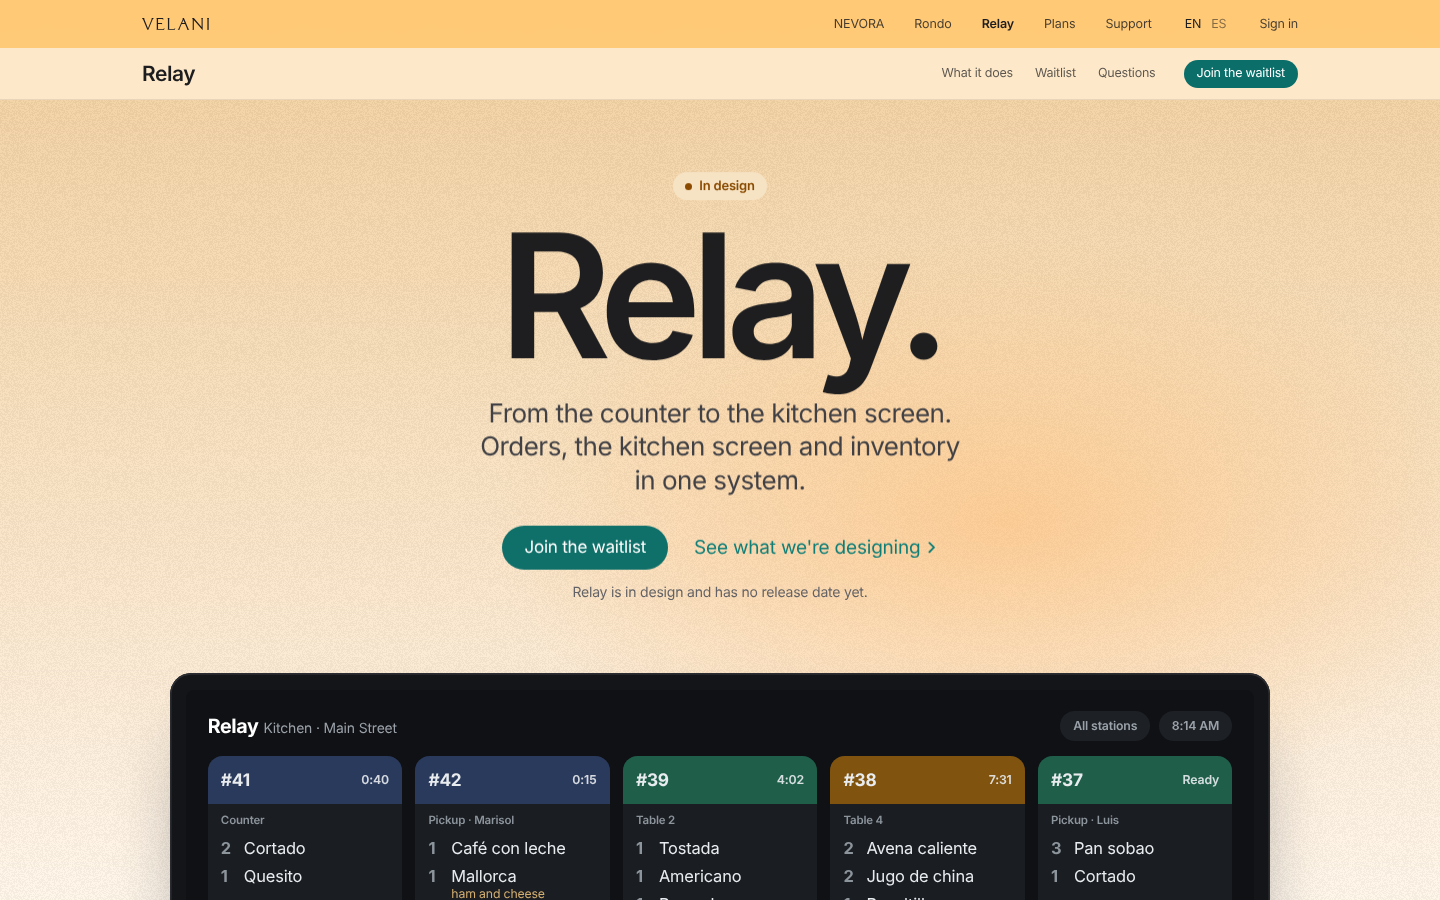 VELANI
NEVORA Rondo Relay Plans Support EN ES Sign in
Relay
What it does Waitlist Questions Join the waitlist
In design
Relay.
From the counter to the kitchen screen.
Orders, the kitchen screen and inventory
in one system.
Join the waitlist See what we're designing
Relay is in design and has no release date yet.
Relay Kitchen · Main Street
All stations 8:14 AM
#41 0:40
Counter
2 Cortado
1 Quesito
#42 0:15
Pickup · Marisol
1 Café con leche
1 Mallorca
ham and cheese
#39 4:02
Table 2
1 Tostada
1 Americano
#38 7:31
Table 4
2 Avena caliente
2 Jugo de china
#37 Ready
Pickup · Luis
3 Pan sobao
1 Cortado